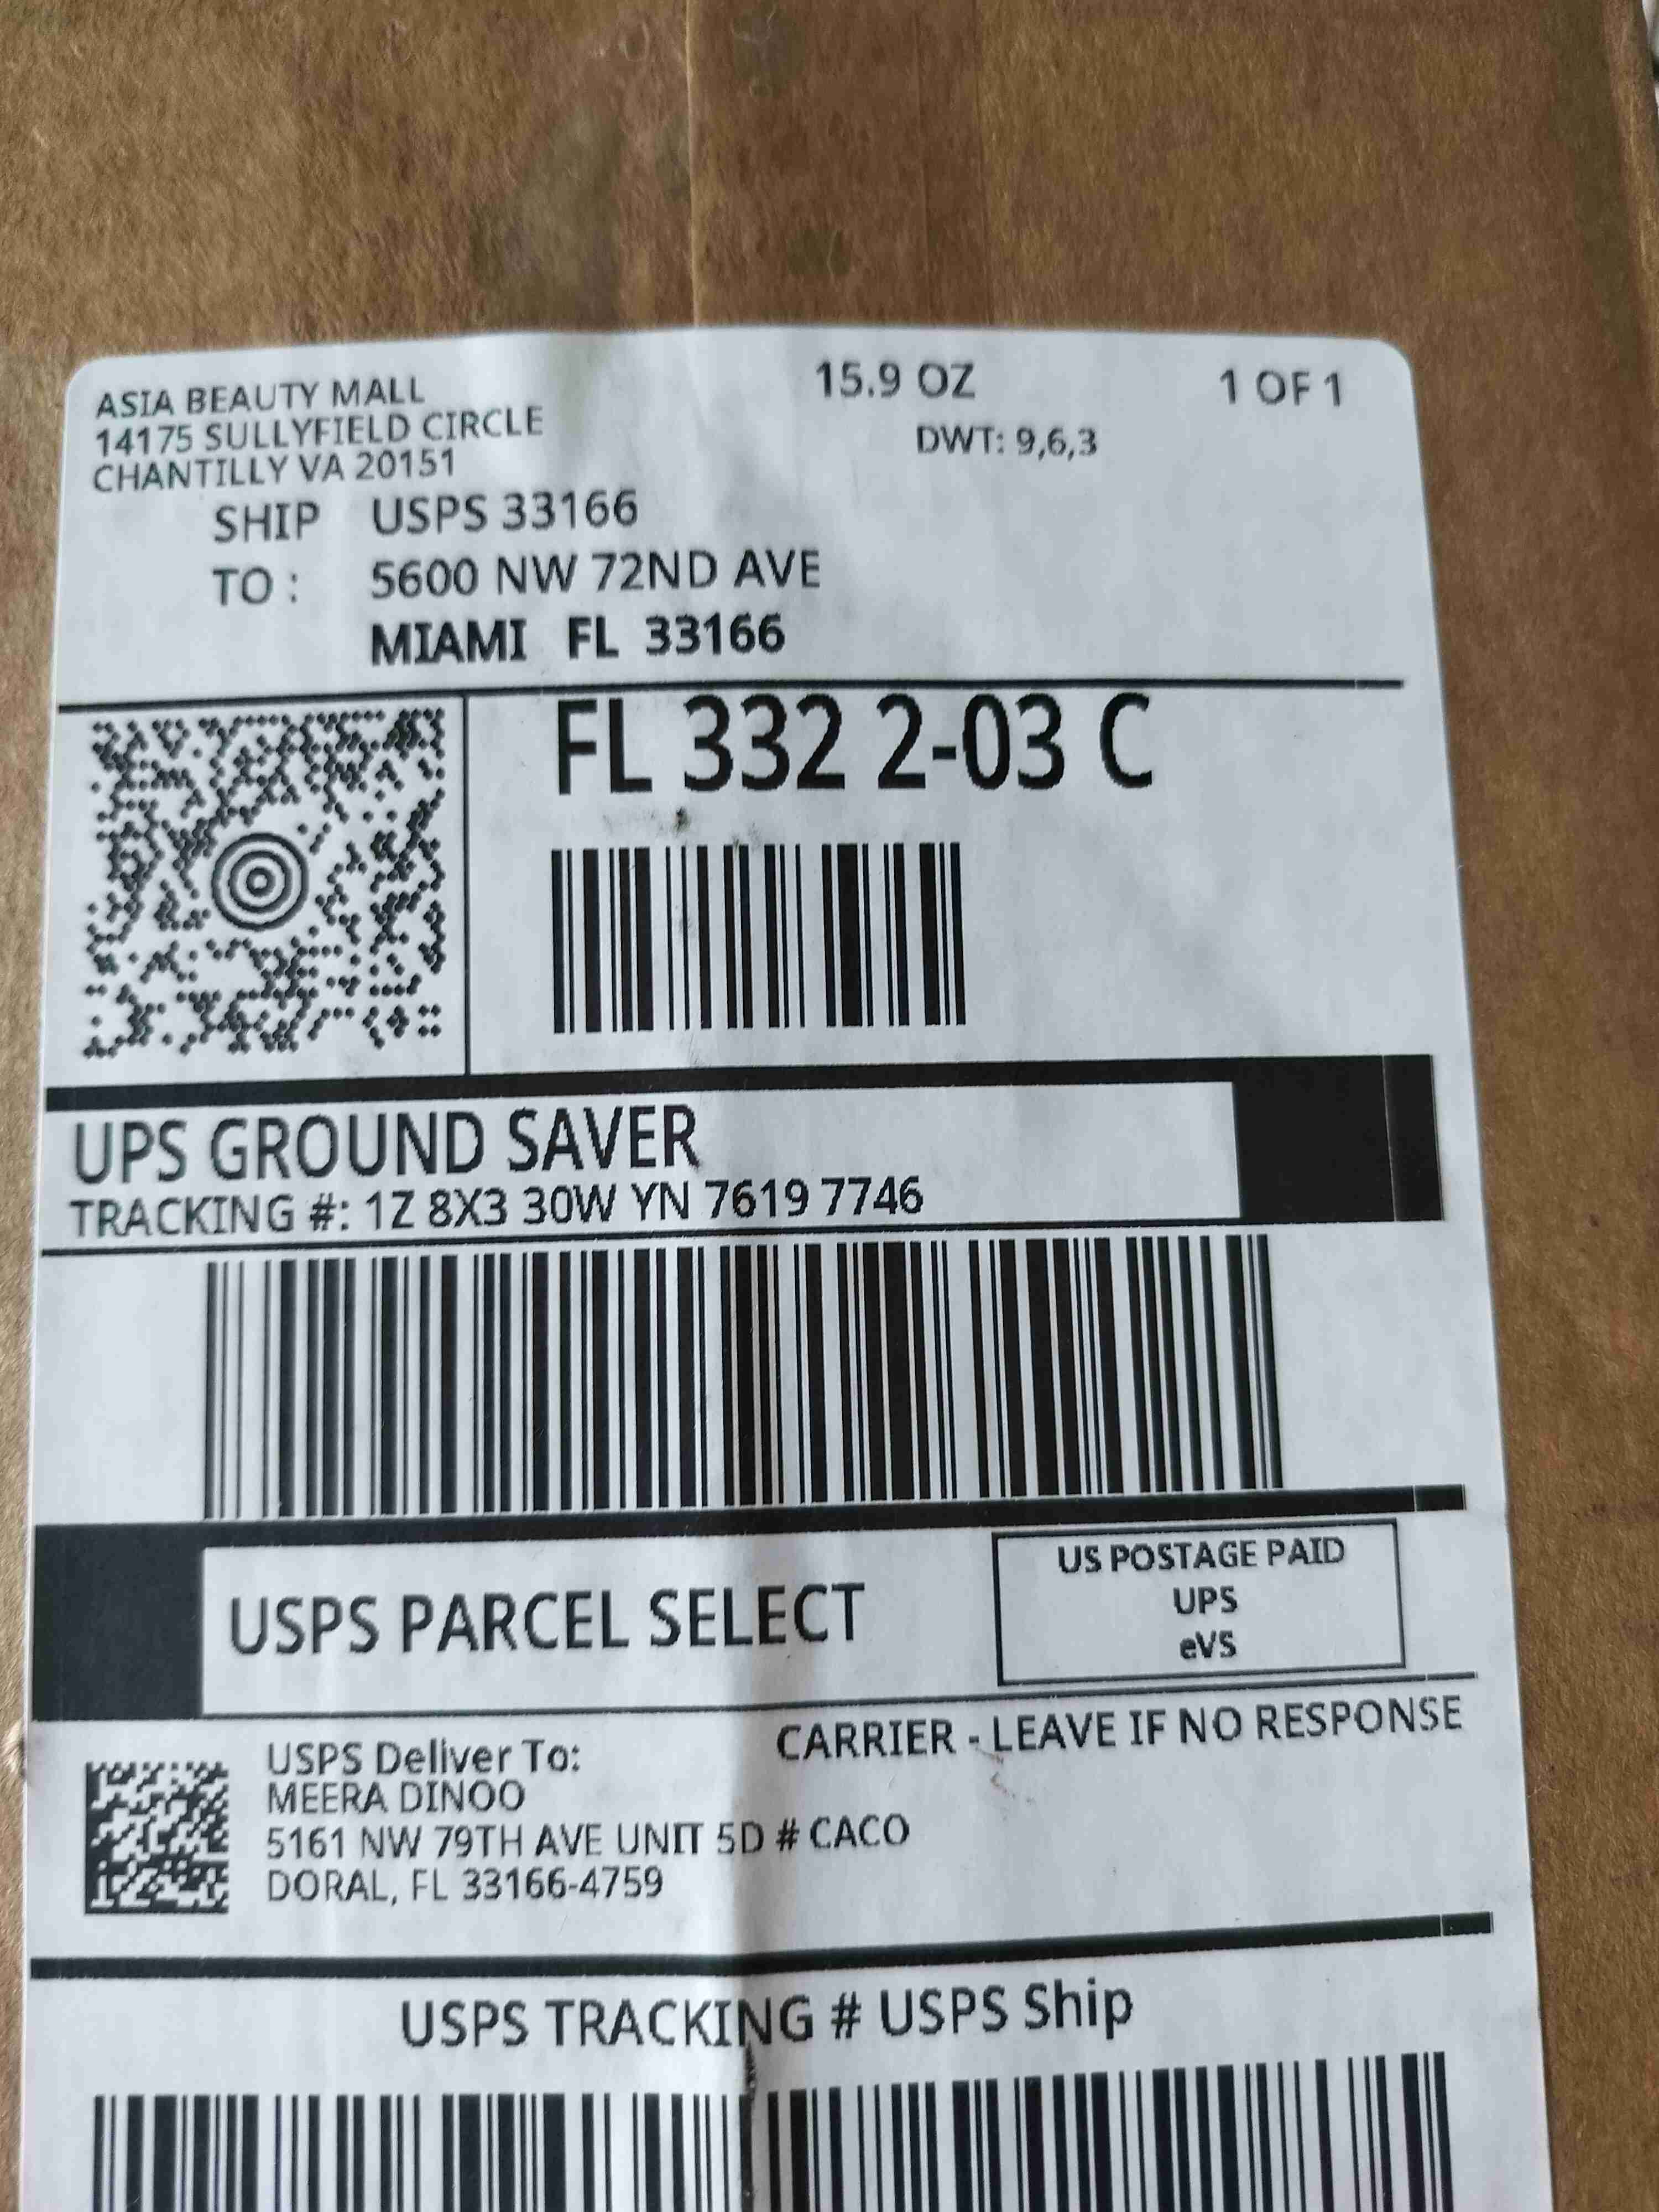 ASIA BEAUTY MALL
14175 SULLYFIELD CIRCLE
CHANTILLY VA 20151
15.9 OZ
1 OF 1
DWT: 9,6,3
SHIP USPS 33166
TO : 5600 NW 72ND AVE
MIAMI FL 33166
FL 332 2-03 C
UPS GROUND SAVER
TRACKING #: 1Z 8X3 30W YN 7619 7746
USPS PARCEL SELECT
US POSTAGE PAID
UPS
eVS
CARRIER - LEAVE IF NO RESPONSE
USPS Deliver To:
MEERA DINOO
5161 NW 79TH AVE UNIT 5D # CACO
DORAL, FL 33166-4759
USPS TRACKING # USPS Ship